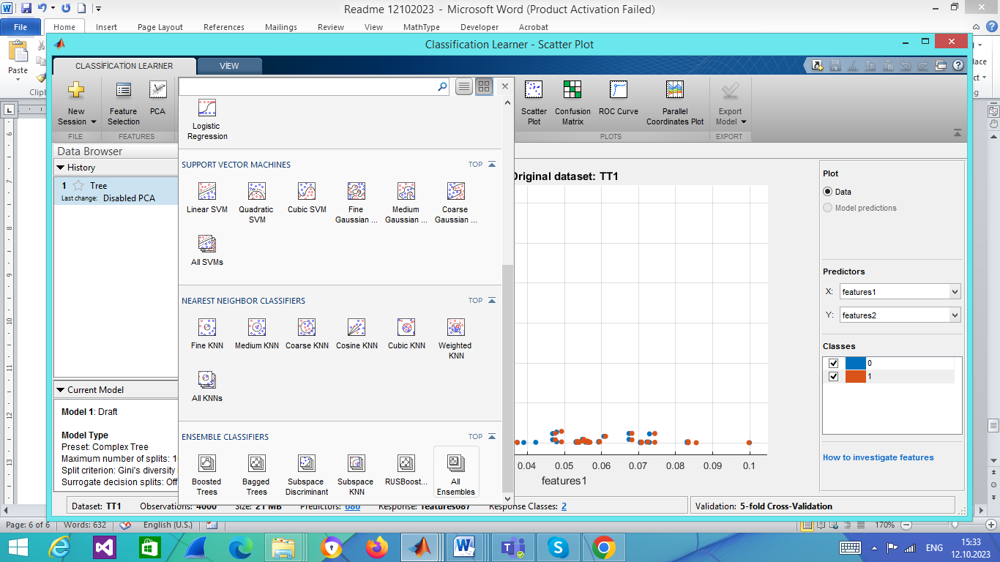 Readme 12102023 - Microsoft Word (Product Activation Failed)
File Home Insert Page Layout References Mailings Review View MathType Developer Acrobat
Classification Learner - Scatter Plot
Paste
CLASSİFİCATİON LEARNER VİEW
New Session
Feature Selection
PCA
FILE FEATURES
Scatter Plot
Confusion Matrix
ROC Curve
Parallel Coordinates Plot
Export Model
PLOTS EXPORT
Logistic Regression
SUPPORT VECTOR MACHINES TOP
Linear SVM
Quadratic SVM
Cubic SVM
Fine Gaussian ...
Medium Gaussian ...
Coarse Gaussian ...
All SVMs
NEAREST NEIGHBOR CLASSIFIERS TOP
Fine KNN
Medium KNN
Coarse KNN
Cosine KNN
Cubic KNN
Weighted KNN
All KNNs
ENSEMBLE CLASSIFIERS TOP
Boosted Trees
Bagged Trees
Subspace Discriminant
Subspace KNN
RUSBoost...
All Ensembles
Data Browser
History
1 Tree
Last change: Disabled PCA
Current Model
Model 1: Draft
Model Type
Preset: Complex Tree
Maximum number of splits:
Split criterion: Gini's diversity
Surrogate decision splits: Off
Original dataset: TT1
0.04 0.05 0.06 0.07 0.08 0.09 0.1
features1
Plot
Data
Model predictions
Predictors
X: features1
Y: features2
Classes
0
1
How to investigate features
Dataset: TT1 Observations: 4000 Size: 21 MB Predictors: 686 Response: features687 Response Classes: 2
Validation: 5-fold Cross-Validation
Page: 6 of 6 Words: 632 English (U.S.) 170%
ENG
15:33
12.10.2023